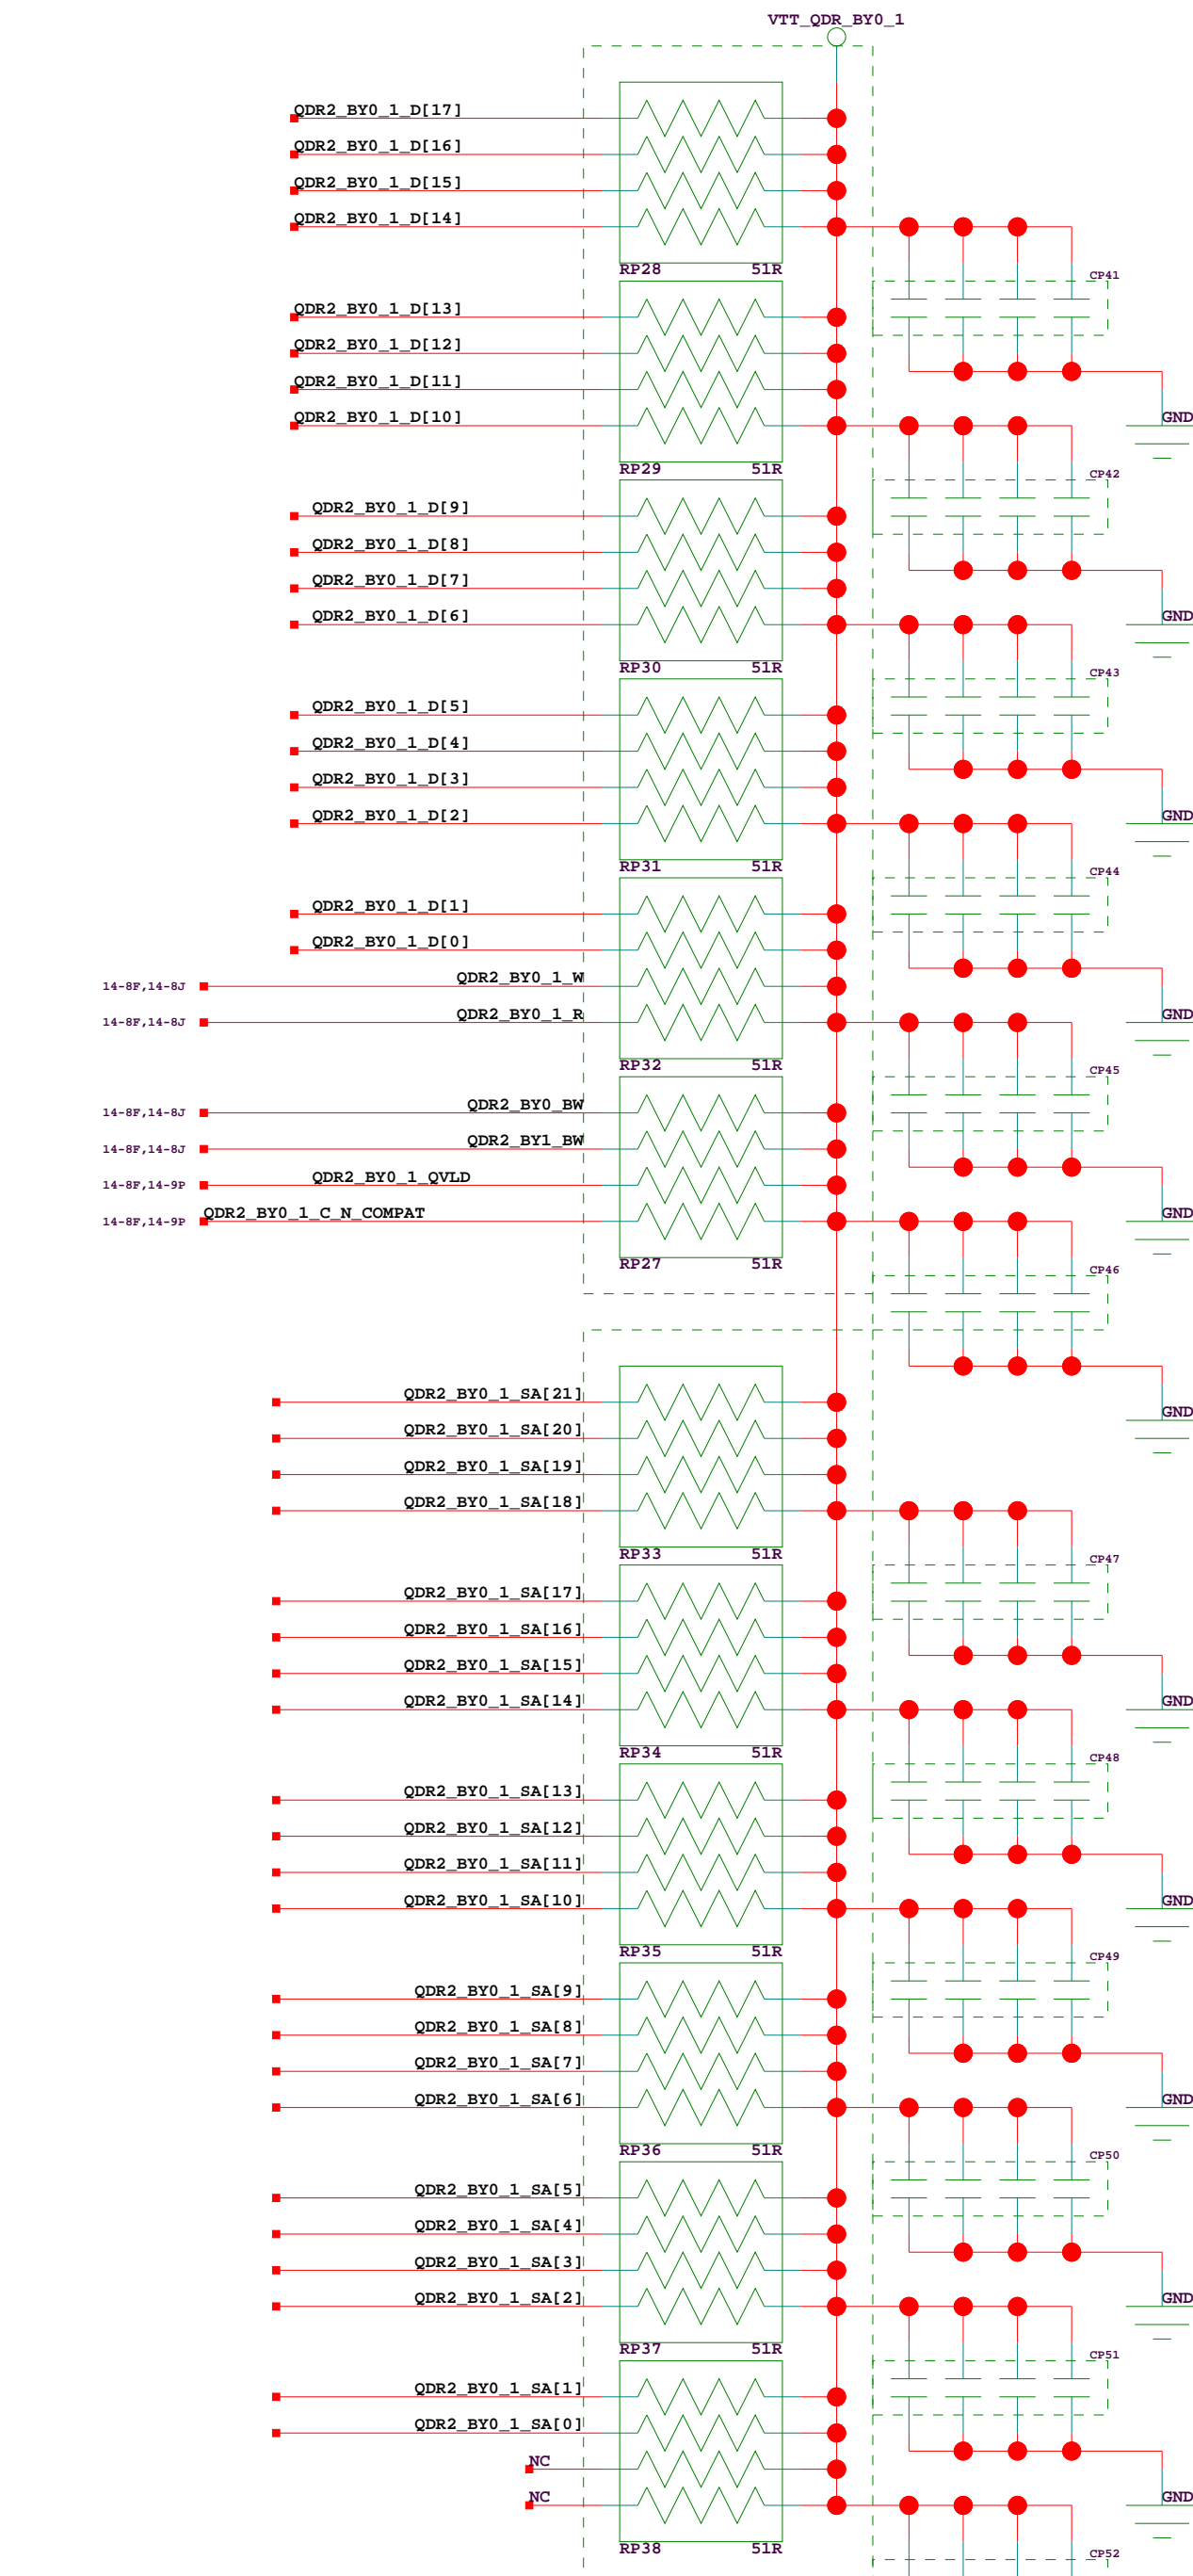 VTT_QDR_BY0_1
QDR2_BY0_1_D[17]
QDR2_BY0_1_D[16]
QDR2_BY0_1_D[15]
QDR2_BY0_1_D[14]
RP28 51R
CP41
QDR2_BY0_1_D[13]
QDR2_BY0_1_D[12]
QDR2_BY0_1_D[11]
QDR2_BY0_1_D[10] GND
RP29 51R
CP42
QDR2_BY0_1_D[9]
QDR2_BY0_1_D[8]
QDR2_BY0_1_D[7]
QDR2_BY0_1_D[6] GND
RP30 51R
CP43
QDR2_BY0_1_D[5]
QDR2_BY0_1_D[4]
QDR2_BY0_1_D[3]
QDR2_BY0_1_D[2] GND
RP31 51R
CP44
QDR2_BY0_1_D[1]
QDR2_BY0_1_D[0]
14-8F,14-8J QDR2_BY0_1_W
14-8F,14-8J QDR2_BY0_1_R GND
RP32 51R
CP45
14-8F,14-8J QDR2_BY0_BW
14-8F,14-8J QDR2_BY1_BW
14-8F,14-9P QDR2_BY0_1_QVLD
14-8F,14-9P QDR2_BY0_1_C_N_COMPAT GND
RP27 51R
CP46
QDR2_BY0_1_SA[21]
GND
QDR2_BY0_1_SA[20]
QDR2_BY0_1_SA[19]
QDR2_BY0_1_SA[18]
RP33 51R
CP47
QDR2_BY0_1_SA[17]
QDR2_BY0_1_SA[16]
QDR2_BY0_1_SA[15]
QDR2_BY0_1_SA[14] GND
RP34 51R
CP48
QDR2_BY0_1_SA[13]
QDR2_BY0_1_SA[12]
QDR2_BY0_1_SA[11]
QDR2_BY0_1_SA[10] GND
RP35 51R
CP49
QDR2_BY0_1_SA[9]
QDR2_BY0_1_SA[8]
QDR2_BY0_1_SA[7]
QDR2_BY0_1_SA[6] GND
RP36 51R
CP50
QDR2_BY0_1_SA[5]
QDR2_BY0_1_SA[4]
QDR2_BY0_1_SA[3]
QDR2_BY0_1_SA[2] GND
RP37 51R
CP51
QDR2_BY0_1_SA[1]
QDR2_BY0_1_SA[0]
NC
NC GND
RP38 51R
CP52